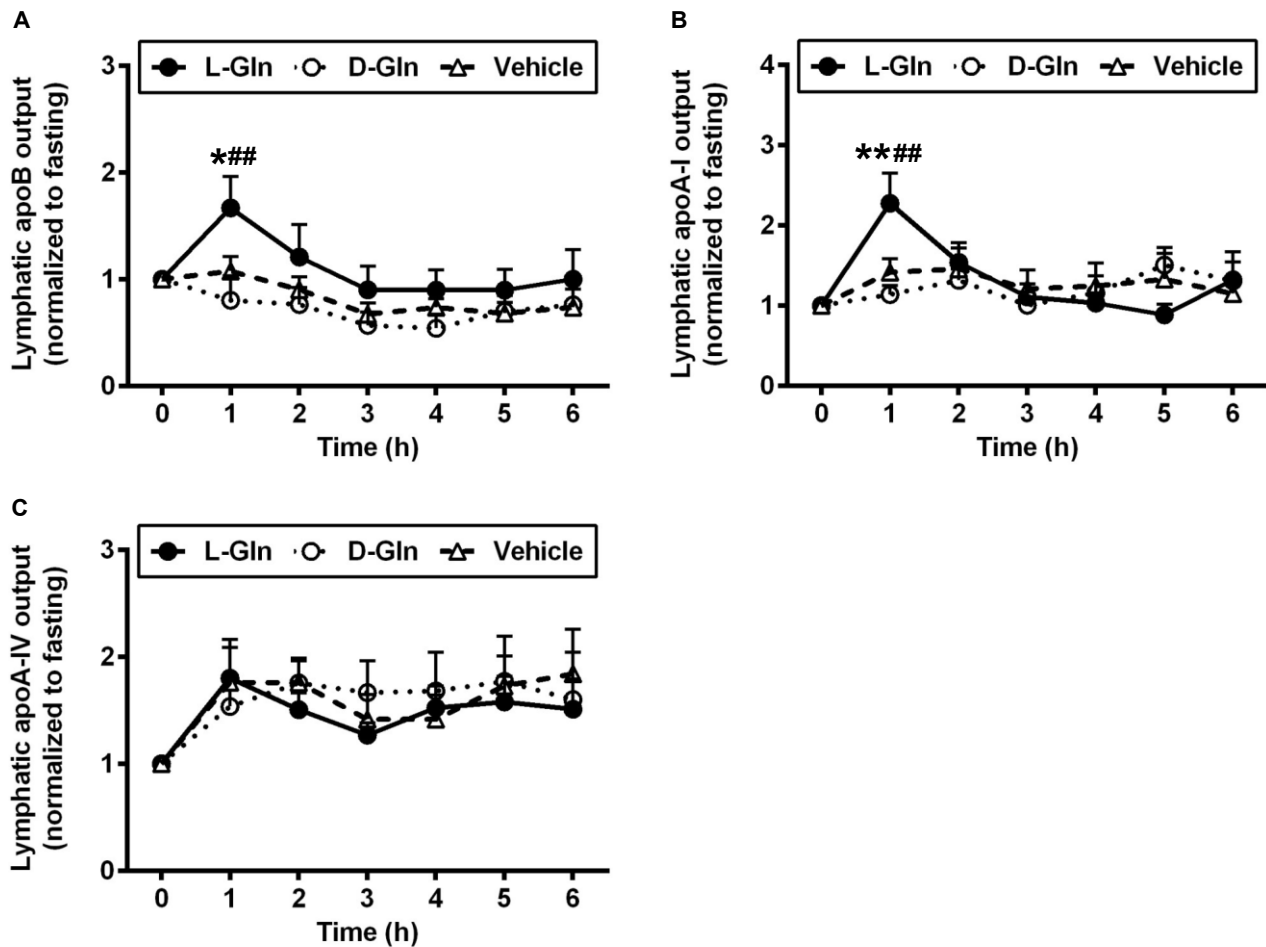 A
L-Gln D-Gln Vehicle
Lymphatic apoB output
(normalized to fasting)
3
2
1
0
*##
0 1 2 3 4 5 6
Time (h)
B
L-Gln D-Gln Vehicle
Lymphatic apoA-I output
(normalized to fasting)
4
3
2
1
0
**##
0 1 2 3 4 5 6
Time (h)
C
L-Gln D-Gln Vehicle
Lymphatic apoA-IV output
(normalized to fasting)
3
2
1
0
0 1 2 3 4 5 6
Time (h)